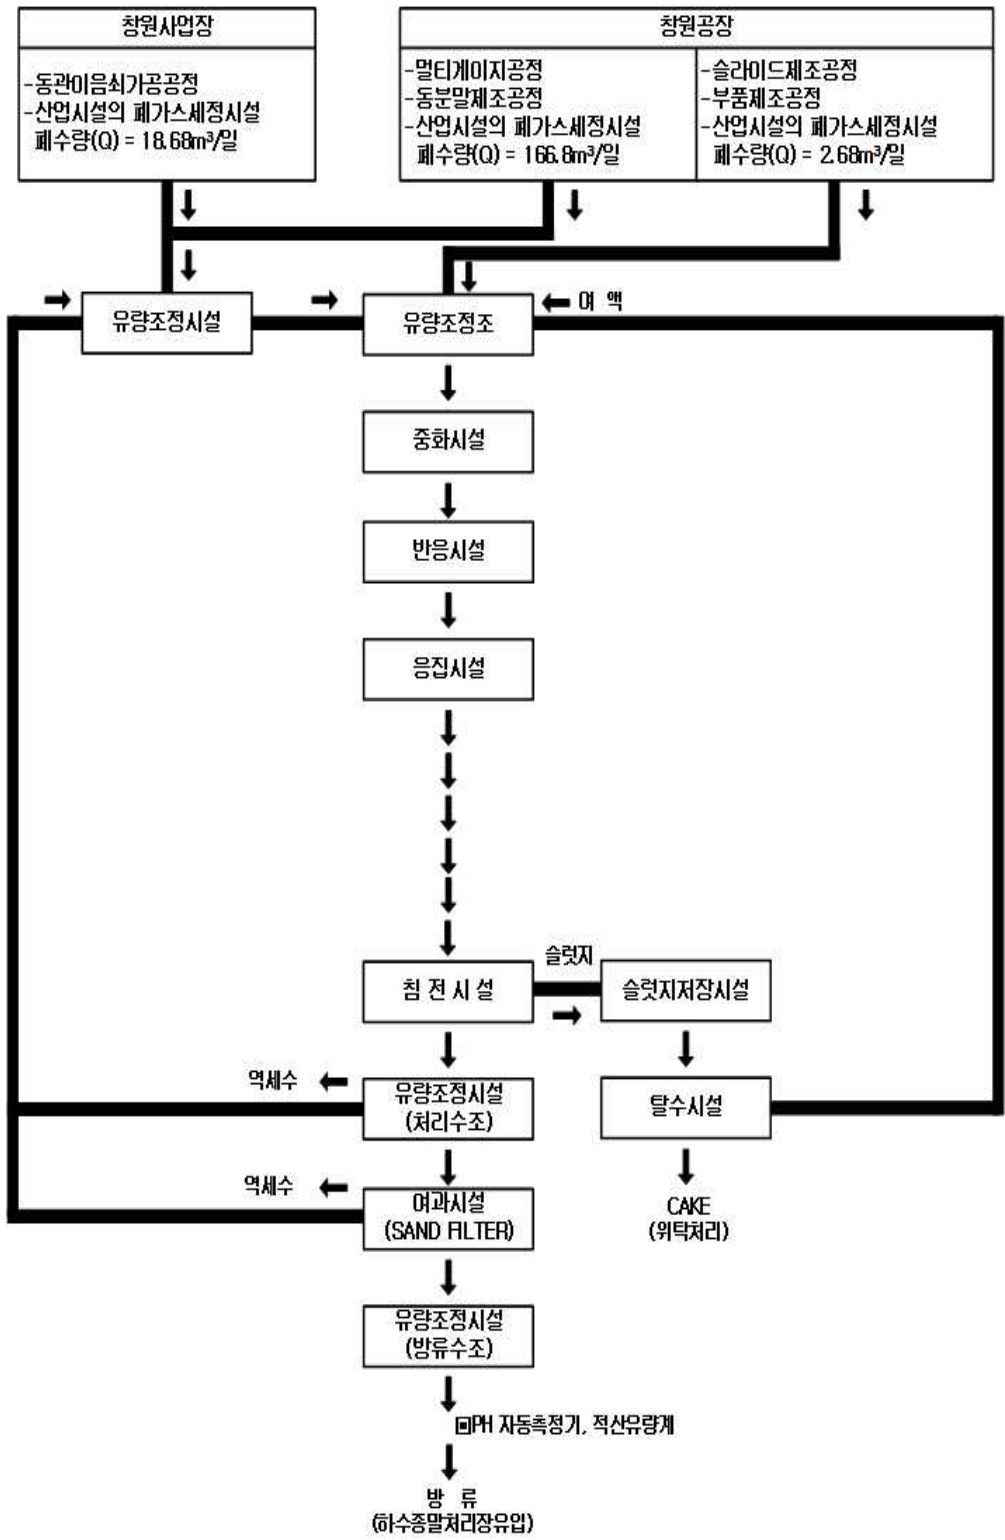 창원사업장
-동관이음쇠가공공정
-산업시설의 폐가스세정시설
폐수량(Q) = 18.68m³/일
창원공장
-멀티게이지공정
-동분말제조공정
-산업시설의 폐가스세정시설
폐수량(Q) = 166.8m³/일
-슬라이드제조공정
-부품제조공정
-산업시설의 폐가스세정시설
폐수량(Q) = 2.68m³/일
유량조정시설
유량조정조
여 액
중화시설
반응시설
응집시설
침 전 시 설
슬럿지
슬럿지저장시설
역세수
유량조정시설
(처리수조)
탈수시설
역세수
여과시설
(SAND FILTER)
CAKE
(위탁처리)
유량조정시설
(방류수조)
▣PH 자동측정기, 적산유량계
방 류
(하수종말처리장유입)